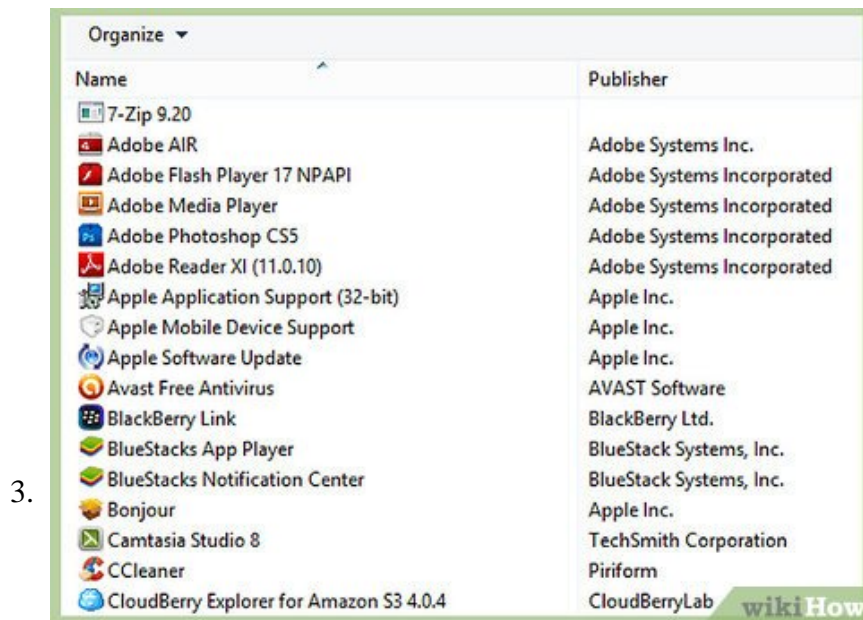 Organize
Name Publisher
7-Zip 9.20
Adobe AIR Adobe Systems Inc.
Adobe Flash Player 17 NPAPI Adobe Systems Incorporated
Adobe Media Player Adobe Systems Incorporated
Adobe Photoshop CS5 Adobe Systems Incorporated
Adobe Reader XI (11.0.10) Adobe Systems Incorporated
Apple Application Support (32-bit) Apple Inc.
Apple Mobile Device Support Apple Inc.
Apple Software Update Apple Inc.
Avast Free Antivirus AVAST Software
BlackBerry Link BlackBerry Ltd.
BlueStacks App Player BlueStack Systems, Inc.
BlueStacks Notification Center BlueStack Systems, Inc.
3.
Bonjour Apple Inc.
Camtasia Studio 8 TechSmith Corporation
CCleaner Piriform
CloudBerry Explorer for Amazon S3 4.0.4 CloudBerryLab
wikiHow